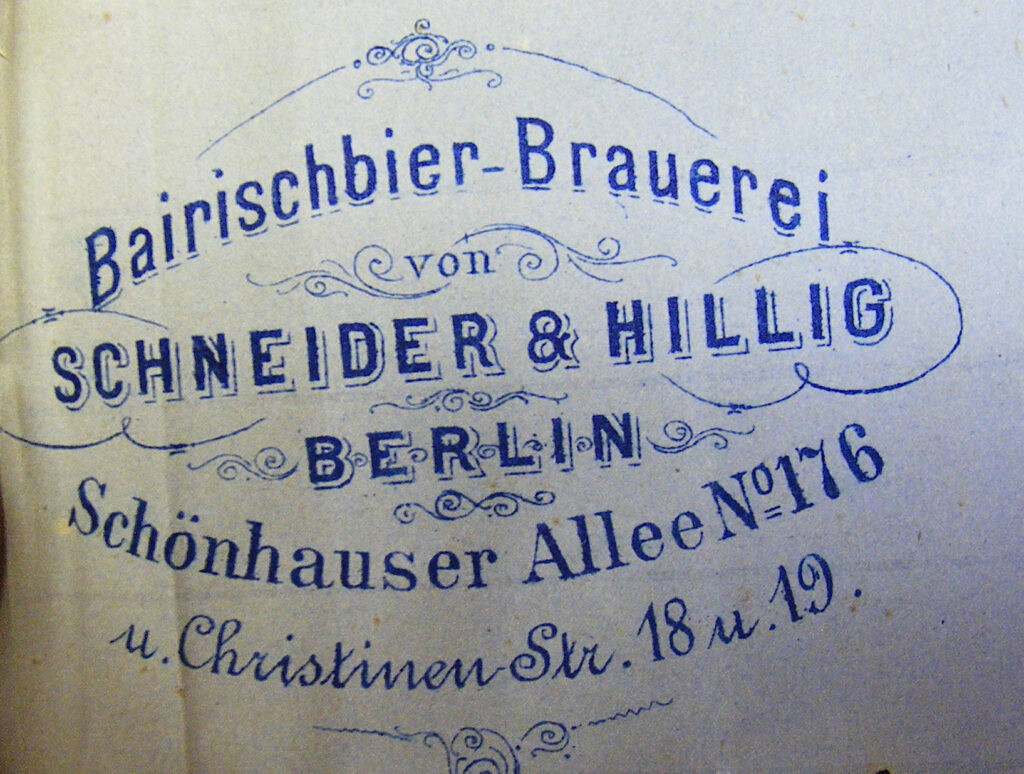 Bairischbier-Brauerei
von
SCHNEIDER & HILLIG
BERLIN
Schönhauser Allee No 176
u. Christinen-Str. 18 u. 19.